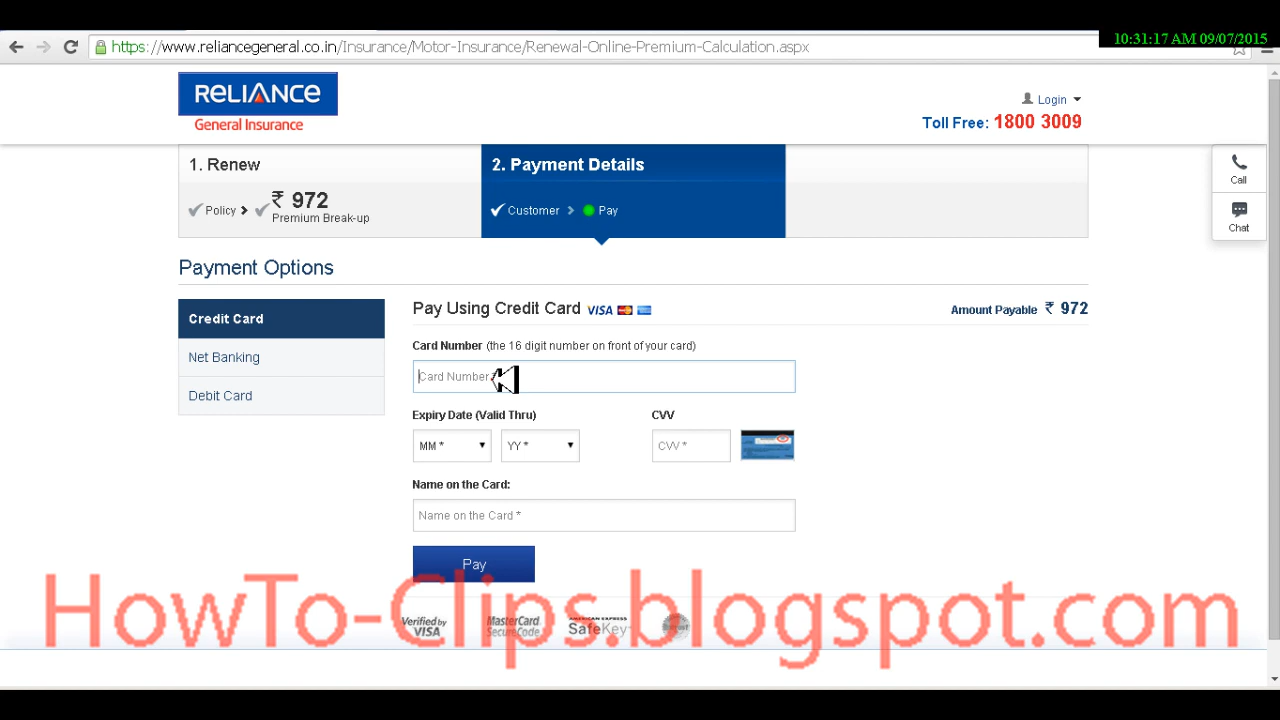 10:31:17 AM 09/07/2015
https://www.reliancegeneral.co.in/Insurance/Motor-Insurance/Renewal-Online-Premium-Calculation.aspx
RELIANCE
General Insurance
Login
Toll Free: 1800 3009
Call
Chat
1. Renew
Policy
₹ 972
Premium Break-up
2. Payment Details
Customer
Pay
Payment Options
Credit Card
Net Banking
Debit Card
Pay Using Credit Card VISA
Amount Payable ₹ 972
Card Number (the 16 digit number on front of your card)
Card Number
Expiry Date (Valid Thru)
CVV
MM *
YY *
CVV *
Name on the Card:
Name on the Card *
Pay
HowTo-Clips.blogspot.com
Verified by
VISA
MasterCard
SecureCode
AMERICAN EXPRESS
SafeKey